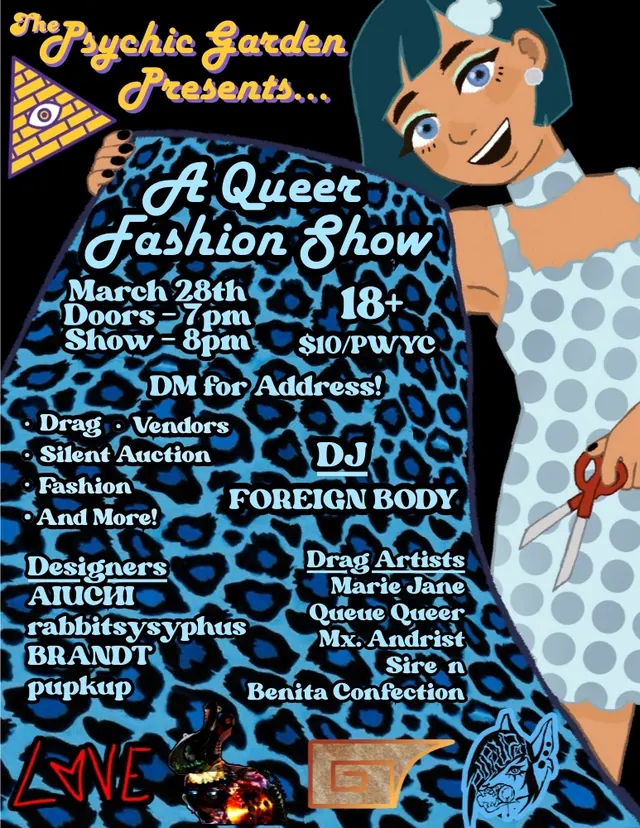 The Psychic Garden
Presents...
A Queer
Fashion Show
March 28th
Doors - 7pm
Show - 8pm
18+
$10/PWYC
DM for Address!
· Drag · Vendors
· Silent Auction
· Fashion
· And More!
DJ
FOREIGN BODY
Designers
AIUCHI
rabbitsysyphus
BRANDT
pupkup
Drag Artists
Marie Jane
Queue Queer
Mx. Andrist
Sire n
Benita Confection
LOVE